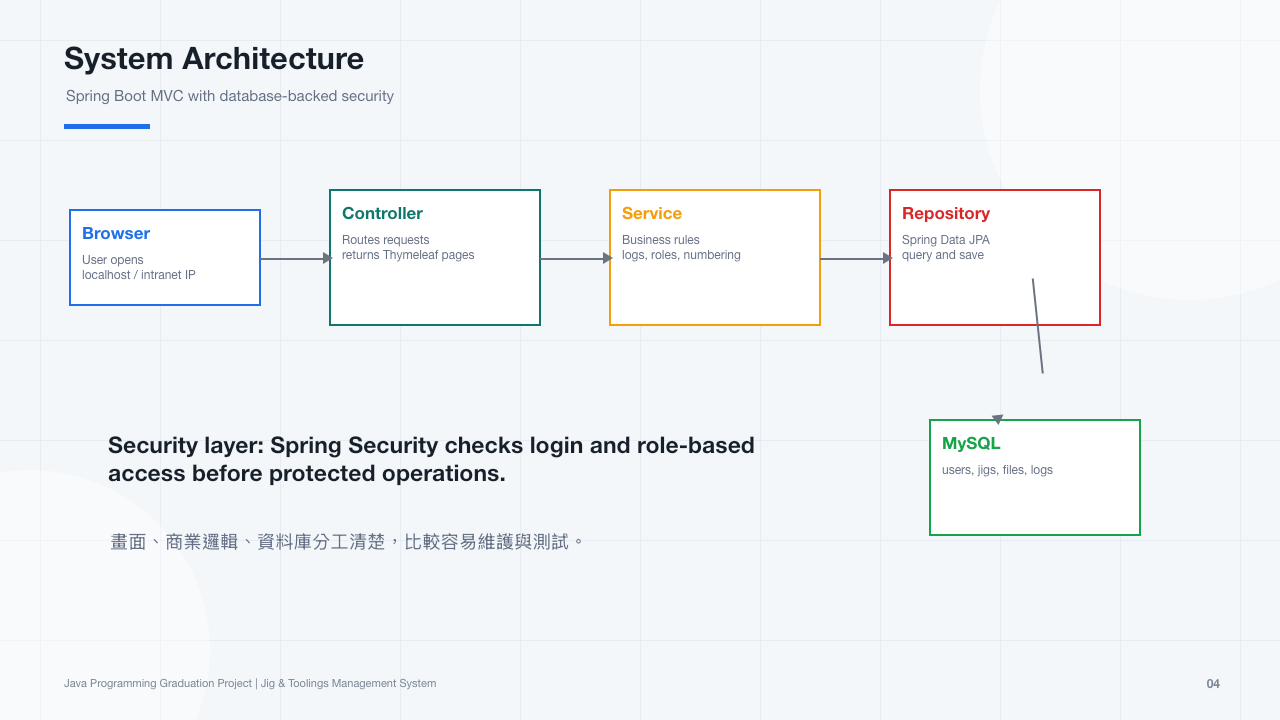 System Architecture
Spring Boot MVC with database-backed security
Browser
User opens
localhost / intranet IP
Controller
Routes requests
returns Thymeleaf pages
Service
Business rules
logs, roles, numbering
Repository
Spring Data JPA
query and save
MySQL
users, jigs, files, logs
Security layer: Spring Security checks login and role-based
access before protected operations.
畫面、商業邏輯、資料庫分工清楚，比較容易維護與測試。
Java Programming Graduation Project | Jig & Toolings Management System
04